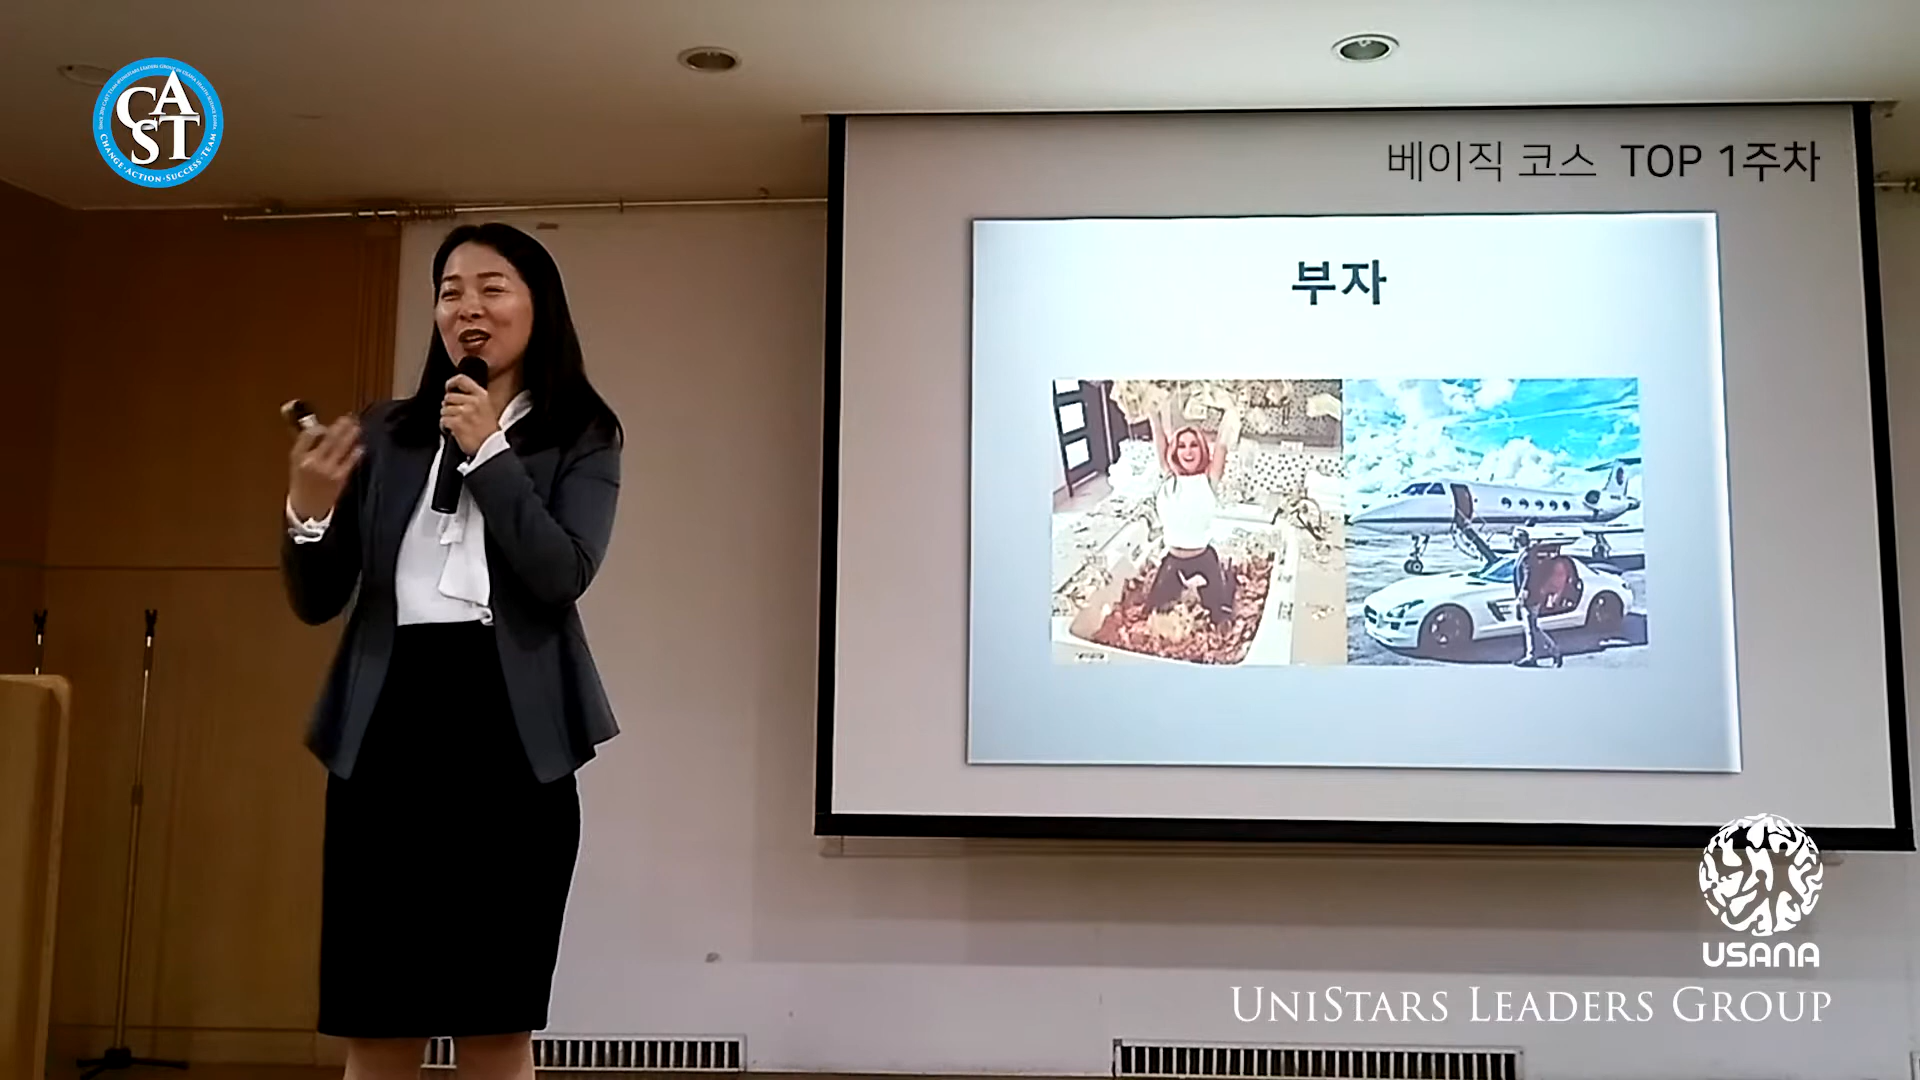 CAST
CHANGE·ACTION·SUCCESS·TEAM
베이직 코스 TOP 1주차
부자
USANA
UNISTARS LEADERS GROUP